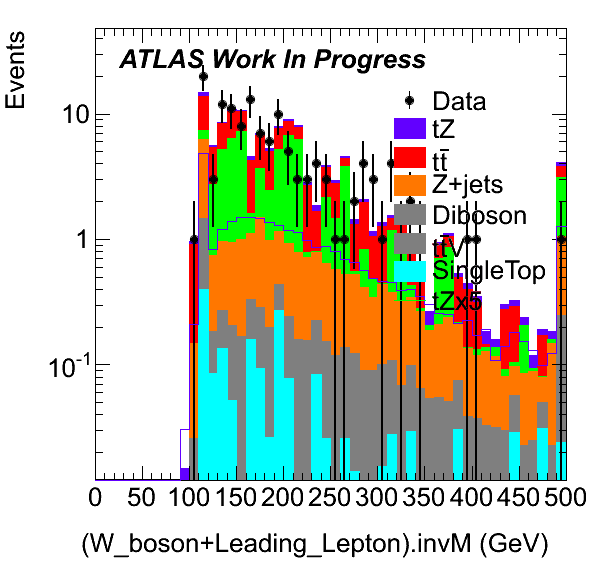 Events
ATLAS Work In Progress
Data
tZ
tt̄
Z+jets
Diboson
ttV
SingleTop
tZx5
10
1
10⁻¹
0 50 100 150 200 250 300 350 400 450 500
(W_boson+Leading_Lepton).invM (GeV)